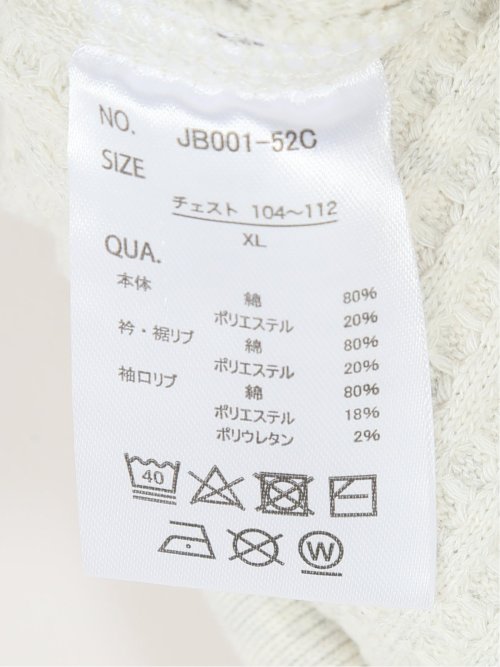 NO. JB001-52C
SIZE
チェスト 104～112
XL
QUA.
本体 綿 80%
ポリエステル 20%
衿・裾リブ 綿 80%
ポリエステル 20%
袖口リブ 綿 80%
ポリエステル 18%
ポリウレタン 2%
40
W